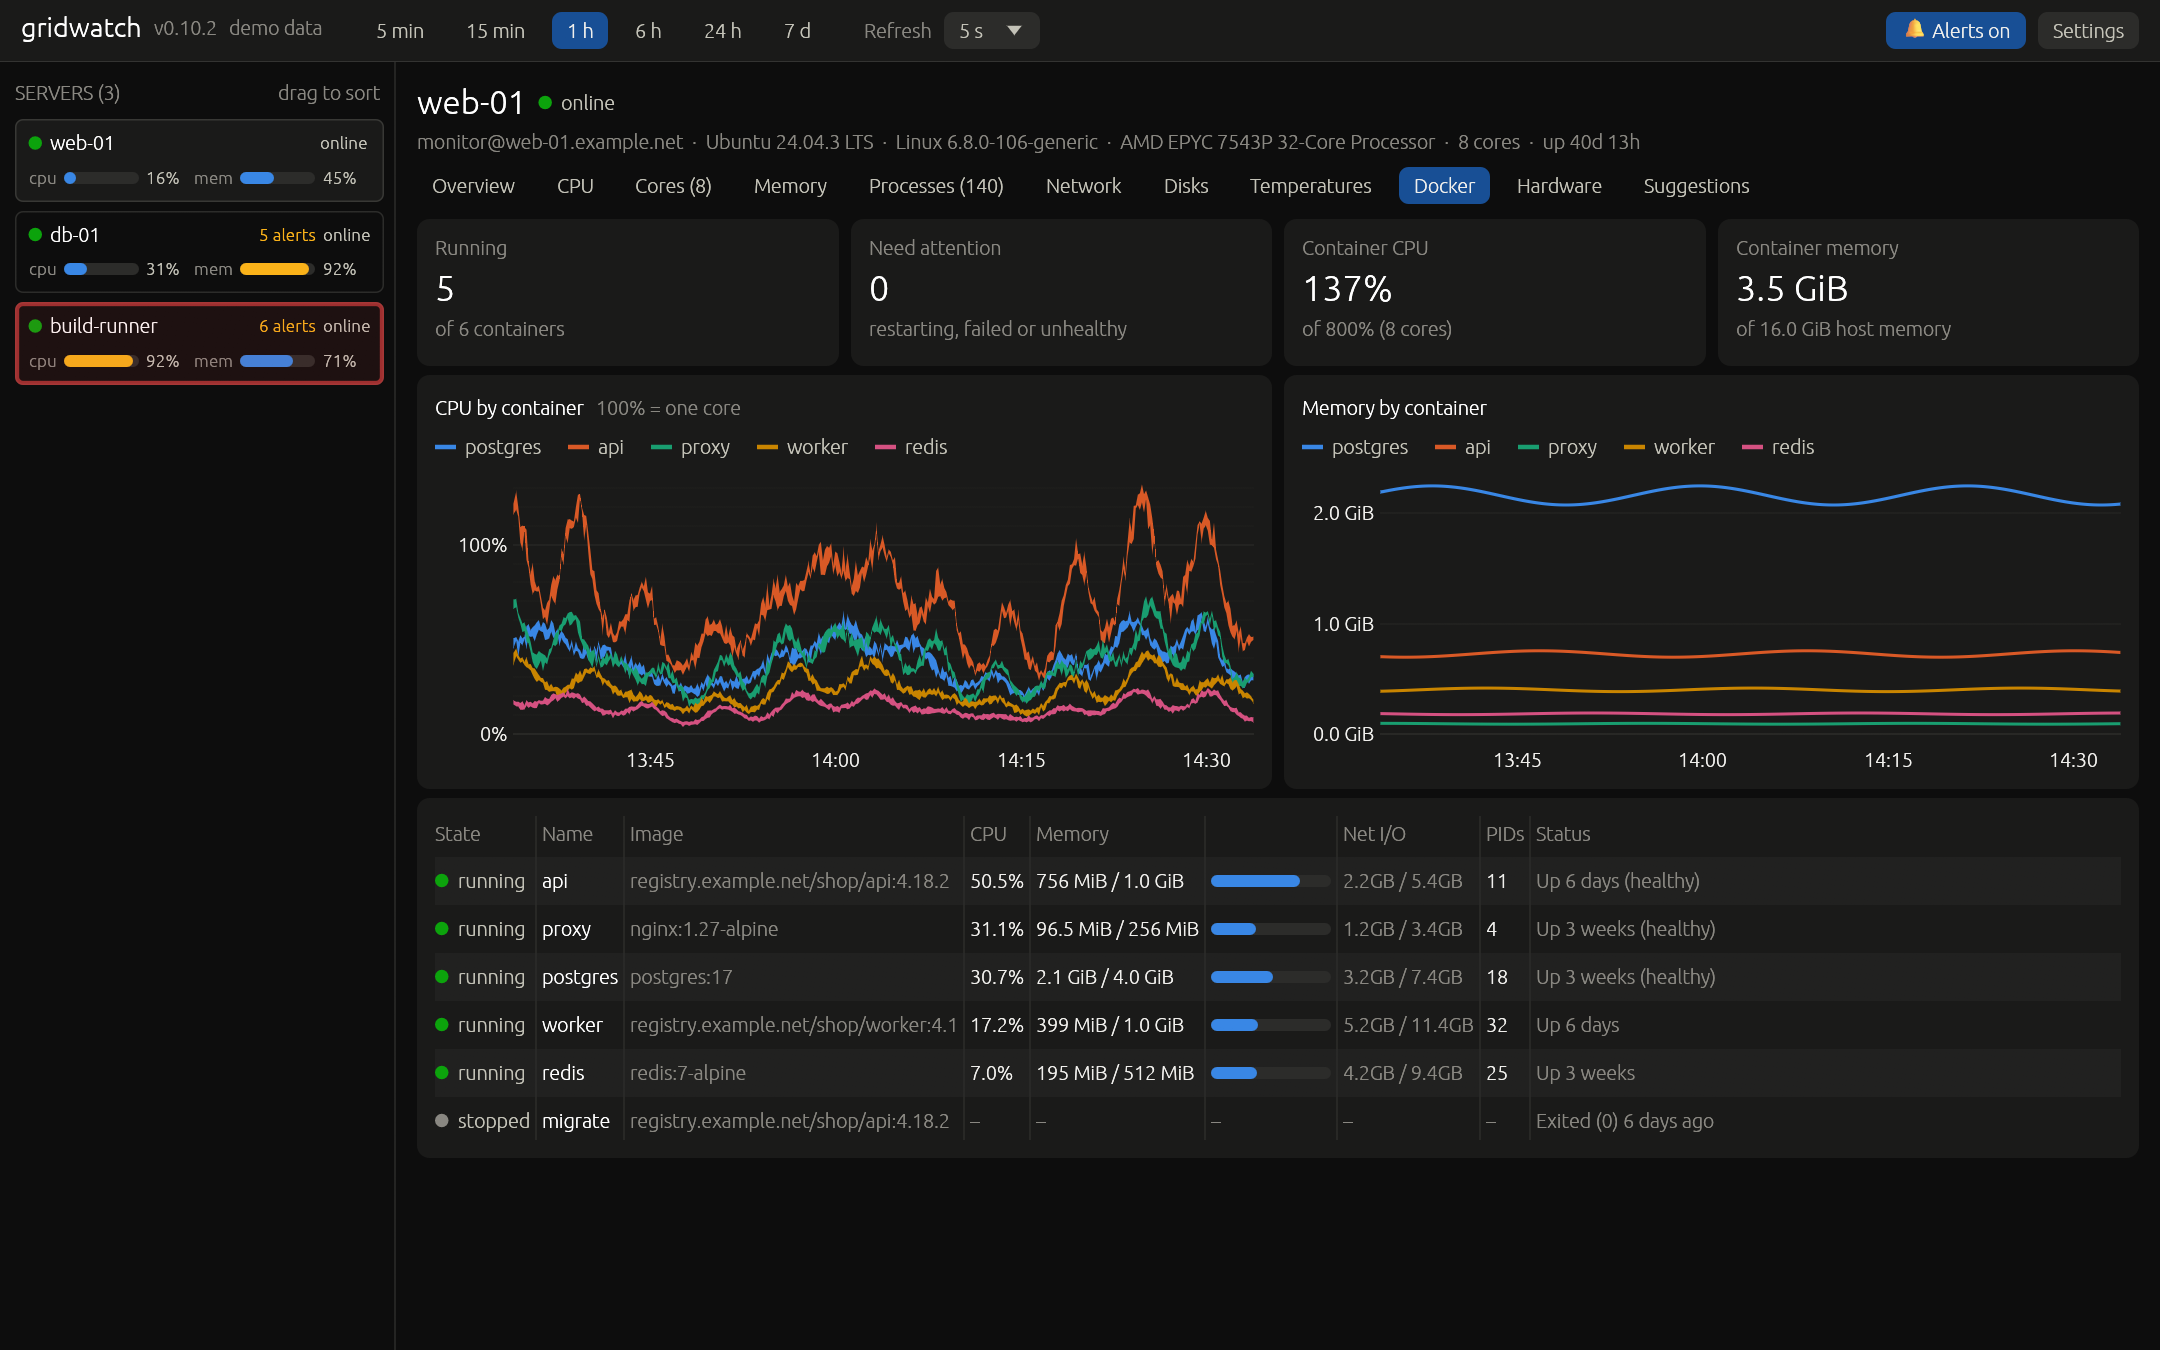 gridwatch v0.10.2 demo data 5 min 15 min 1 h 6 h 24 h 7 d Refresh 5 s Alerts on Settings
SERVERS (3) drag to sort
web-01 online
cpu 16% mem 45%
db-01 5 alerts online
cpu 31% mem 92%
build-runner 6 alerts online
cpu 92% mem 71%
web-01 online
monitor@web-01.example.net · Ubuntu 24.04.3 LTS · Linux 6.8.0-106-generic · AMD EPYC 7543P 32-Core Processor · 8 cores · up 40d 13h
Overview CPU Cores (8) Memory Processes (140) Network Disks Temperatures Docker Hardware Suggestions
Running
5
of 6 containers
Need attention
0
restarting, failed or unhealthy
Container CPU
137%
of 800% (8 cores)
Container memory
3.5 GiB
of 16.0 GiB host memory
CPU by container 100% = one core
postgres api proxy worker redis
100%
0%
13:45 14:00 14:15 14:30
Memory by container
postgres api proxy worker redis
2.0 GiB
1.0 GiB
0.0 GiB
13:45 14:00 14:15 14:30
State Name Image CPU Memory Net I/O PIDs Status
running api registry.example.net/shop/api:4.18.2 50.5% 756 MiB / 1.0 GiB 2.2GB / 5.4GB 11 Up 6 days (healthy)
running proxy nginx:1.27-alpine 31.1% 96.5 MiB / 256 MiB 1.2GB / 3.4GB 4 Up 3 weeks (healthy)
running postgres postgres:17 30.7% 2.1 GiB / 4.0 GiB 3.2GB / 7.4GB 18 Up 3 weeks (healthy)
running worker registry.example.net/shop/worker:4.1 17.2% 399 MiB / 1.0 GiB 5.2GB / 11.4GB 32 Up 6 days
running redis redis:7-alpine 7.0% 195 MiB / 512 MiB 4.2GB / 9.4GB 25 Up 3 weeks
stopped migrate registry.example.net/shop/api:4.18.2 – – – – – Exited (0) 6 days ago